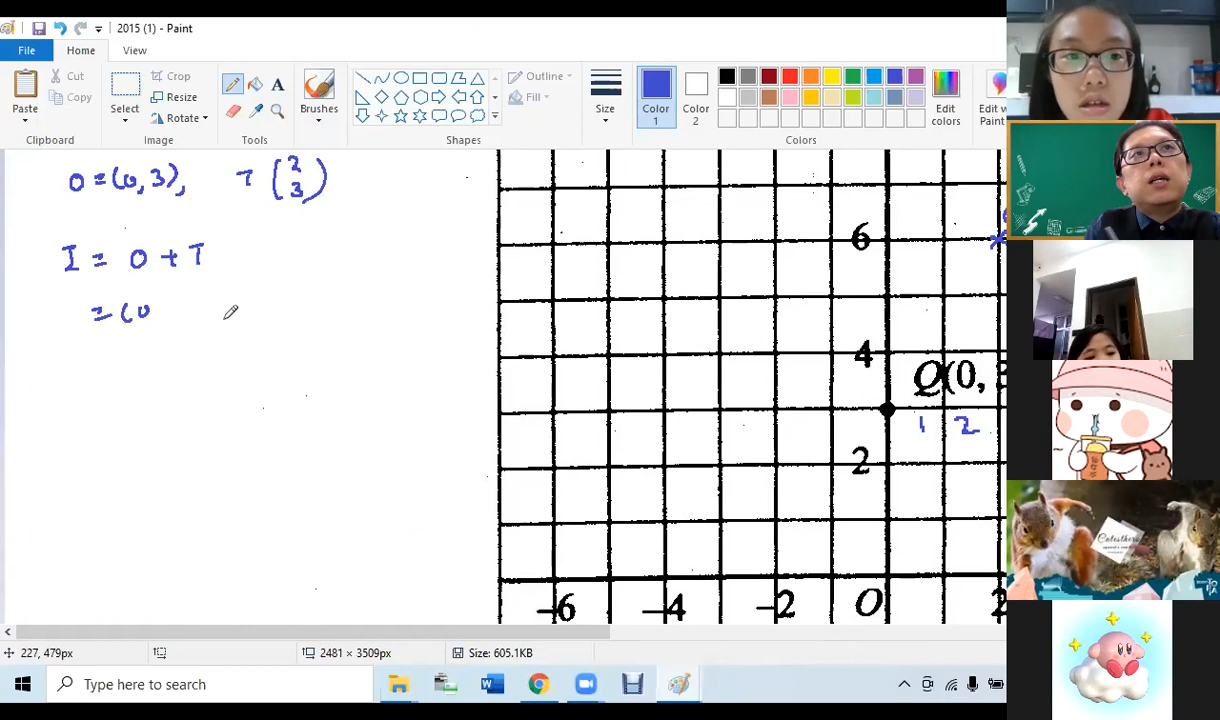 2015 (1) - Paint
File Home View
Paste Cut Copy Select Crop Resize Rotate Brushes Outline Fill Size Color 1 Color 2 Edit colors
Clipboard Image Tools Shapes Colors
O = (0, 3), T (2 3)
I = O + T
= (0
6
4
Q(0,
1 2
2
-6 -4 -2 O 2
227, 479px 2481 × 3509px Size: 605.1KB
Type here to search